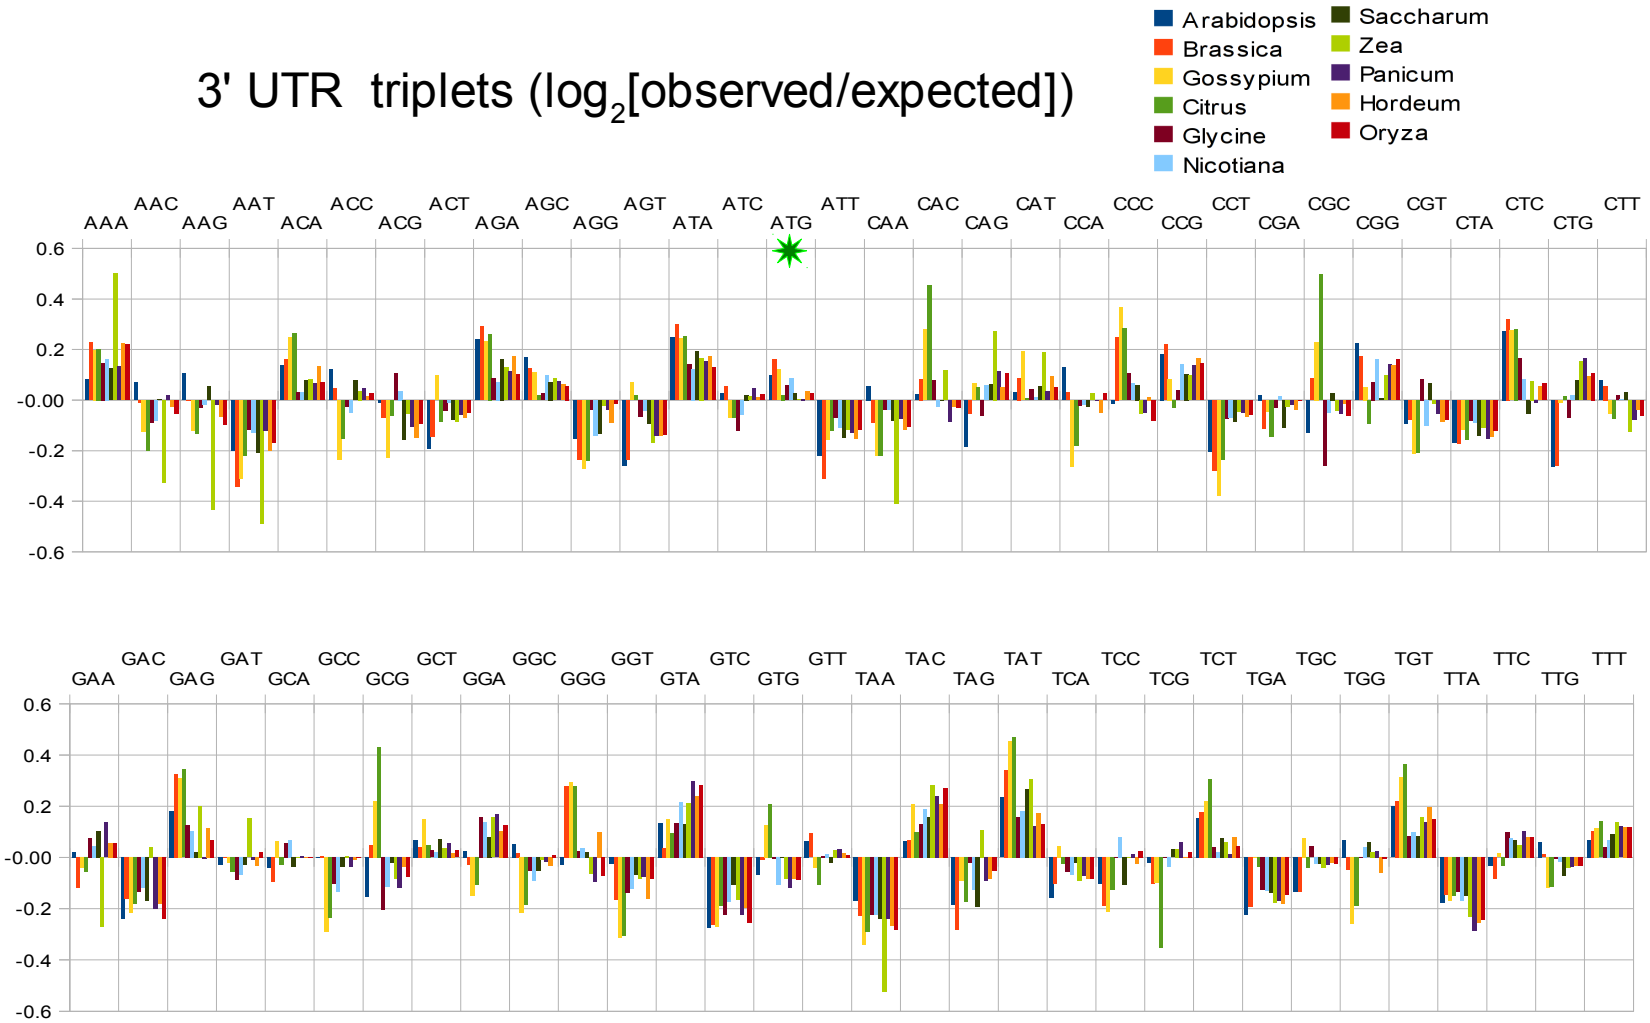 Arabidopsis Saccharum
Brassica Zea
3' UTR triplets (log2[observed/expected])
Gossypium Panicum
Citrus Hordeum
Glycine Oryza
Nicotiana
AAC AAT ACC ACT AGC AGT ATC ATT CAC CAT CCC CCT CGC CGT CTC CTT
AAA AAG ACA ACG AGA AGG ATA ATG CAA CAG CCA CCG CGA CGG CTA CTG
0.6
0.4
0.2
-0.00
-0.2
-0.4
-0.6
GAC GAT GCC GCT GGC GGT GTC GTT TAC TAT TCC TCT TGC TGT TTC TTT
GAA GAG GCA GCG GGA GGG GTA GTG TAA TAG TCA TCG TGA TGG TTA TTG
0.6
0.4
0.2
-0.00
-0.2
-0.4
-0.6